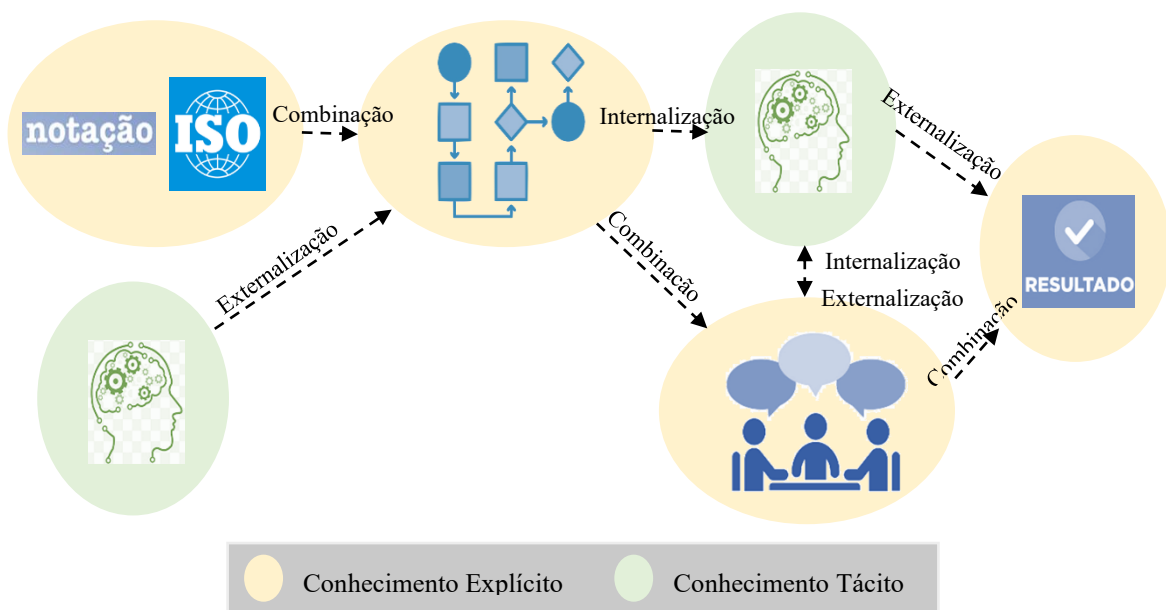 notação
ISO
Combinação
Internalização
Externalização
Externalização
Combinação
Internalização
Externalização
Combinação
RESULTADO
Conhecimento Explícito
Conhecimento Tácito